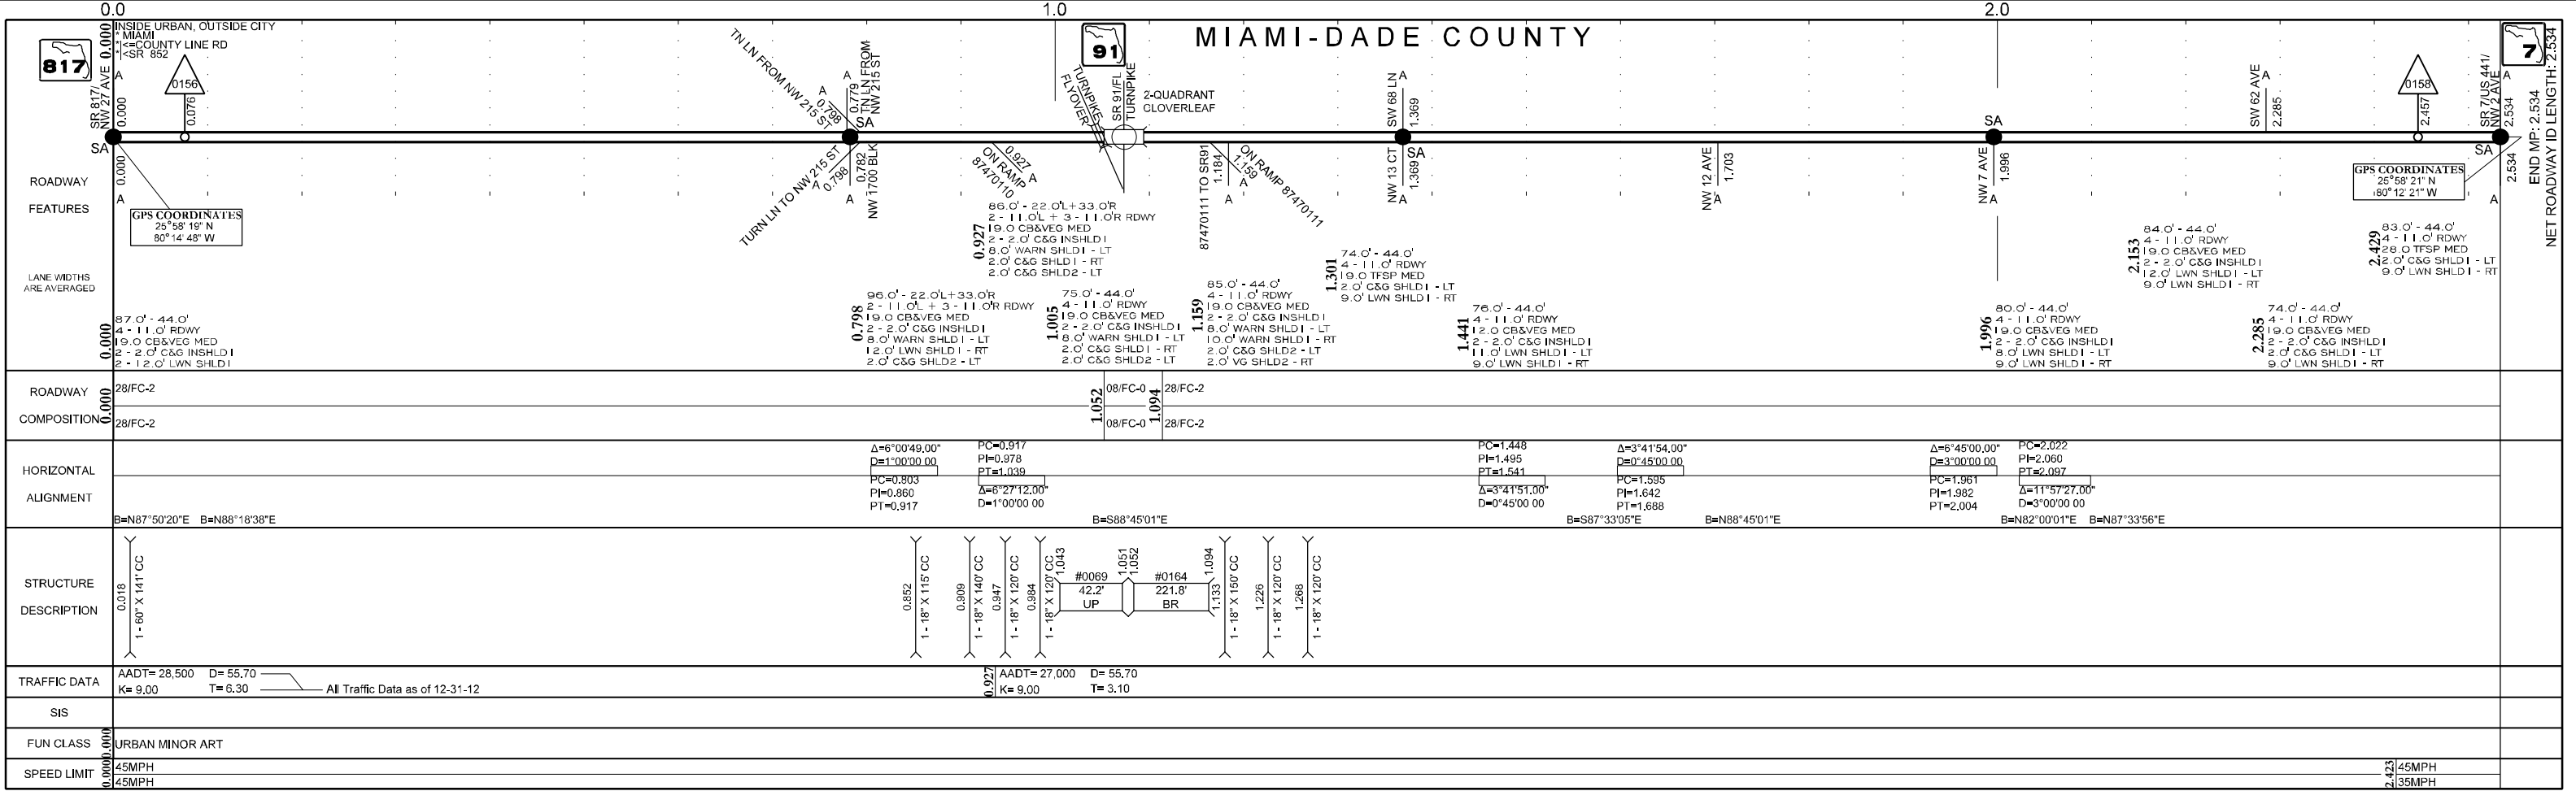 0.0
1.0
2.0
MIAMI-DADE COUNTY
817
91
7
INSIDE URBAN, OUTSIDE CITY
* MIAMI
*<=COUNTY LINE RD
*<SR 852
0.000
SR 817/
NW 27 AVE
0.000
A
0156
0.076
TN LN FROM NW 215 ST
0.798
A
A
0.779
TN LN FROM
NW 215 ST
SA
TURNPIKE
FLYOVER
SR 91/FL
TURNPIKE
2-QUADRANT
CLOVERLEAF
SW 68 LN
A
1.369
SA
SW 62 AVE
A
2.285
0158
2.457
SR 7/US 441/
NW 2 AVE
A
2.534
END MP: 2.534
NET ROADWAY ID LENGTH: 2.534
SA
0.000
A
TURN LN TO NW 215 ST
A
0.798
0.782
NW 1700 BLK
A
0.927
ON RAMP
87470110
A
87470111 TO SR91
1.184
A
1.159
ON RAMP 87470111
A
NW 13 CT
1.369
A
SA
NW 12 AVE
1.703
A
NW 7 AVE
1.996
A
SA
2.534
A
ROADWAY
FEATURES
GPS COORDINATES
25°58' 19" N
80°14' 48" W
GPS COORDINATES
25°58' 21" N
80°12' 21" W
LANE WIDTHS
ARE AVERAGED
0.000
87.0' - 44.0'
4 - 11.0' RDWY
19.0 CB&VEG MED
2 - 2.0' C&G INSHLD1
2 - 12.0' LWN SHLD1
0.798
96.0' - 22.0'L+33.0'R
2 - 11.0'L + 3 - 11.0'R RDWY
19.0 CB&VEG MED
2 - 2.0' C&G INSHLD1
8.0' WARN SHLD1 - LT
12.0' LWN SHLD1 - RT
2.0' C&G SHLD2 - LT
0.927
86.0' - 22.0'L+33.0'R
2 - 11.0'L + 3 - 11.0'R RDWY
19.0 CB&VEG MED
2 - 2.0' C&G INSHLD1
8.0' WARN SHLD1 - LT
2.0' C&G SHLD1 - RT
2.0' C&G SHLD2 - LT
1.005
75.0' - 44.0'
4 - 11.0' RDWY
19.0 CB&VEG MED
2 - 2.0' C&G INSHLD1
8.0' WARN SHLD1 - LT
2.0' C&G SHLD1 - RT
2.0' C&G SHLD2 - LT
1.159
85.0' - 44.0'
4 - 11.0' RDWY
19.0 CB&VEG MED
2 - 2.0' C&G INSHLD1
8.0' WARN SHLD1 - LT
10.0' WARN SHLD1 - RT
2.0' C&G SHLD2 - LT
2.0' VG SHLD2 - RT
1.301
74.0' - 44.0'
4 - 11.0' RDWY
19.0 TFSP MED
2.0' C&G SHLD1 - LT
9.0' LWN SHLD1 - RT
1.441
76.0' - 44.0'
4 - 11.0' RDWY
12.0 CB&VEG MED
2 - 2.0' C&G INSHLD1
11.0' LWN SHLD1 - LT
9.0' LWN SHLD1 - RT
1.996
80.0' - 44.0'
4 - 11.0' RDWY
19.0 CB&VEG MED
2 - 2.0' C&G INSHLD1
8.0' LWN SHLD1 - LT
9.0' LWN SHLD1 - RT
2.153
84.0' - 44.0'
4 - 11.0' RDWY
19.0 CB&VEG MED
2 - 2.0' C&G INSHLD1
12.0' LWN SHLD1 - LT
9.0' LWN SHLD1 - RT
2.285
74.0' - 44.0'
4 - 11.0' RDWY
19.0 CB&VEG MED
2 - 2.0' C&G INSHLD1
2.0' C&G SHLD1 - LT
9.0' LWN SHLD1 - RT
2.429
83.0' - 44.0'
4 - 11.0' RDWY
28.0 TFSP MED
2.0' C&G SHLD1 - LT
9.0' LWN SHLD1 - RT
ROADWAY
COMPOSITION
0.000
28/FC-2
28/FC-2
1.052
08/FC-0
08/FC-0
1.094
28/FC-2
28/FC-2
HORIZONTAL
ALIGNMENT
B=N87°50'20"E B=N88°18'38"E
Δ=6°00'49.00"
D=1°00'00 00
PC=0.803
PI=0.860
PT=0.917
PC=0.917
PI=0.978
PT=1.039
Δ=6°27'12.00"
D=1°00'00 00
B=S88°45'01"E
PC=1.448
PI=1.495
PT=1.541
Δ=3°41'51.00"
D=0°45'00 00
B=S87°33'05"E
Δ=3°41'54.00"
D=0°45'00 00
PC=1.595
PI=1.642
PT=1.688
B=N88°45'01"E
Δ=6°45'00.00"
D=3°00'00 00
PC=1.961
PI=1.982
PT=2.004
PC=2.022
PI=2.060
PT=2.097
Δ=11°57'27.00"
D=3°00'00 00
B=N82°00'01"E B=N87°33'56"E
STRUCTURE
DESCRIPTION
0.018
1 - 60" X 141' CC
0.852
1 - 18" X 115' CC
0.909
1 - 18" X 140' CC
0.947
1 - 18" X 120' CC
0.984
1 - 18" X 120' CC
1.043
#0069
42.2'
UP
1.051
1.052
#0164
221.8'
BR
1.094
1.133
1 - 18" X 150' CC
1.226
1 - 18" X 120' CC
1.268
1 - 18" X 120' CC
TRAFFIC DATA
AADT= 28,500 D= 55.70
K= 9.00 T= 6.30
All Traffic Data as of 12-31-12
0.927
AADT= 27,000 D= 55.70
K= 9.00 T= 3.10
SIS
FUN CLASS
0.000
URBAN MINOR ART
SPEED LIMIT
0.000
45MPH
45MPH
2.423
45MPH
35MPH